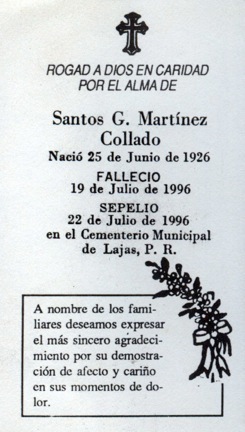 ROGAD A DIOS EN CARIDAD
POR EL ALMA DE
Santos G. Martínez
Collado
Nació 25 de Junio de 1926
FALLECIO
19 de Julio de 1996
SEPELIO
22 de Julio de 1996
en el Cementerio Municipal
de Lajas, P. R.
A nombre de los fami-
liares deseamos expresar
el más sincero agradeci-
miento por su demostra-
ción de afecto y cariño
en sus momentos de do-
lor.